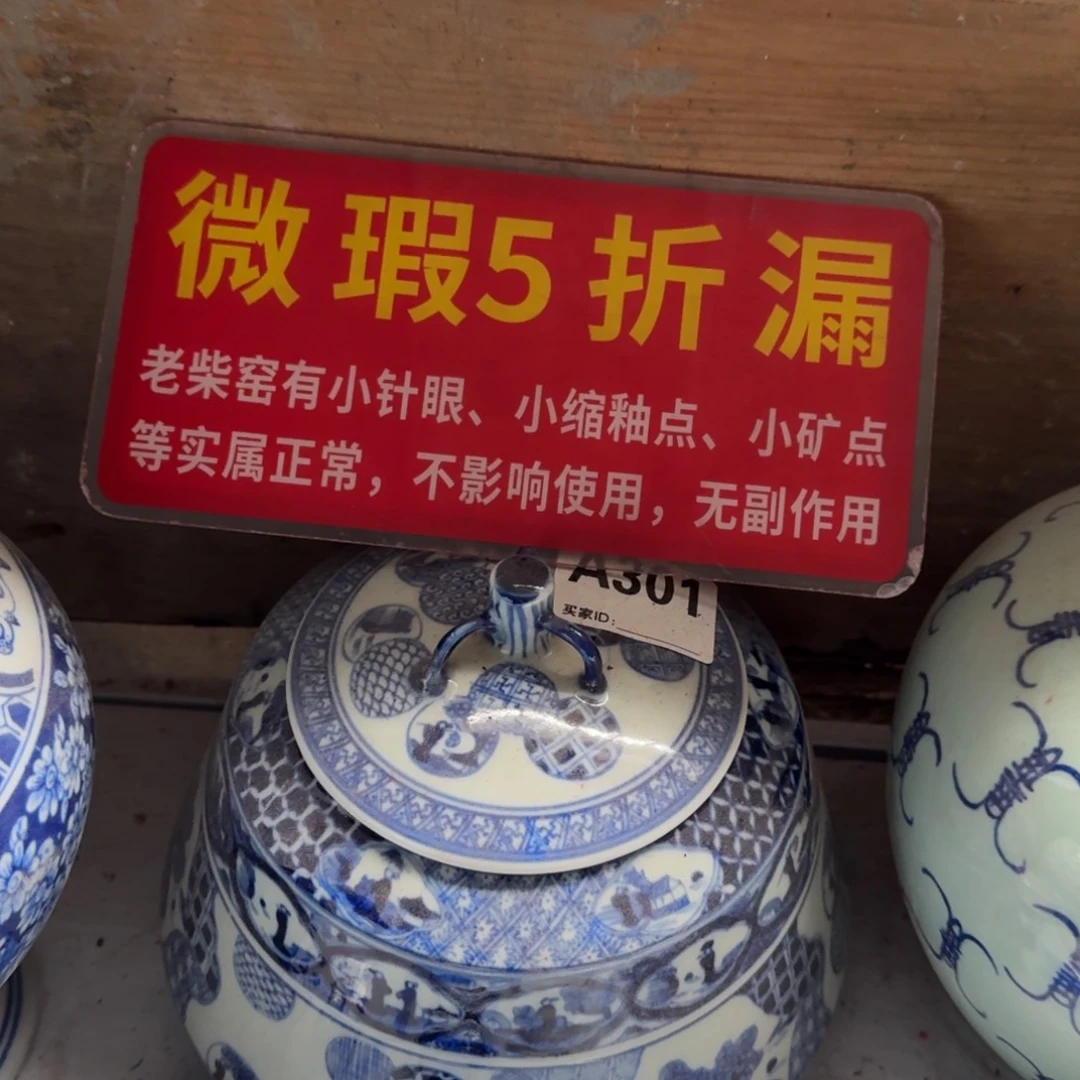 微瑕5折漏
老柴窑有小针眼、小缩釉点、小矿点
等实属正常，不影响使用，无副作用
A301
买家ID: